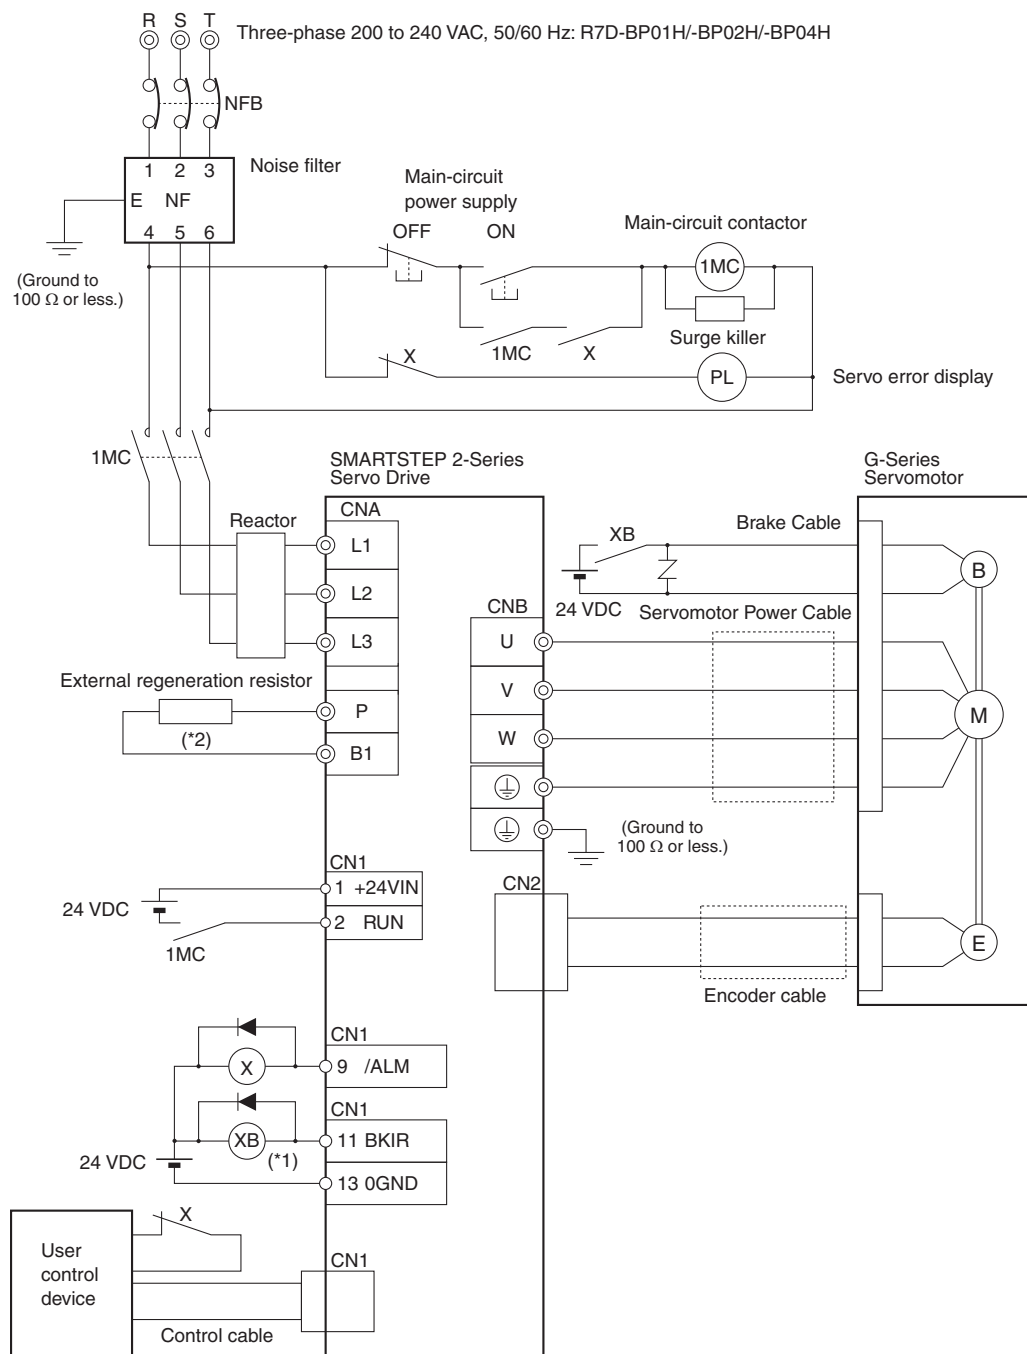 R S T
Three-phase 200 to 240 VAC, 50/60 Hz: R7D-BP01H/-BP02H/-BP04H
NFB
1 2 3
Noise filter
E NF
4 5 6
(Ground to
100 Ω or less.)
Main-circuit
power supply
OFF ON
Main-circuit contactor
1MC
Surge killer
1MC X
X
PL
Servo error display
1MC
SMARTSTEP 2-Series
Servo Drive
G-Series
Servomotor
Reactor
CNA
L1
L2
L3
External regeneration resistor
(*2)
P
B1
XB
24 VDC
Brake Cable
B
CNB
Servomotor Power Cable
U
V
W
M
(Ground to
100 Ω or less.)
CN1
24 VDC
1 +24VIN
2 RUN
1MC
CN2
Encoder cable
E
CN1
X
9 /ALM
CN1
XB
(*1)
11 BKIR
24 VDC
13 0GND
X
User
control
device
CN1
Control cable